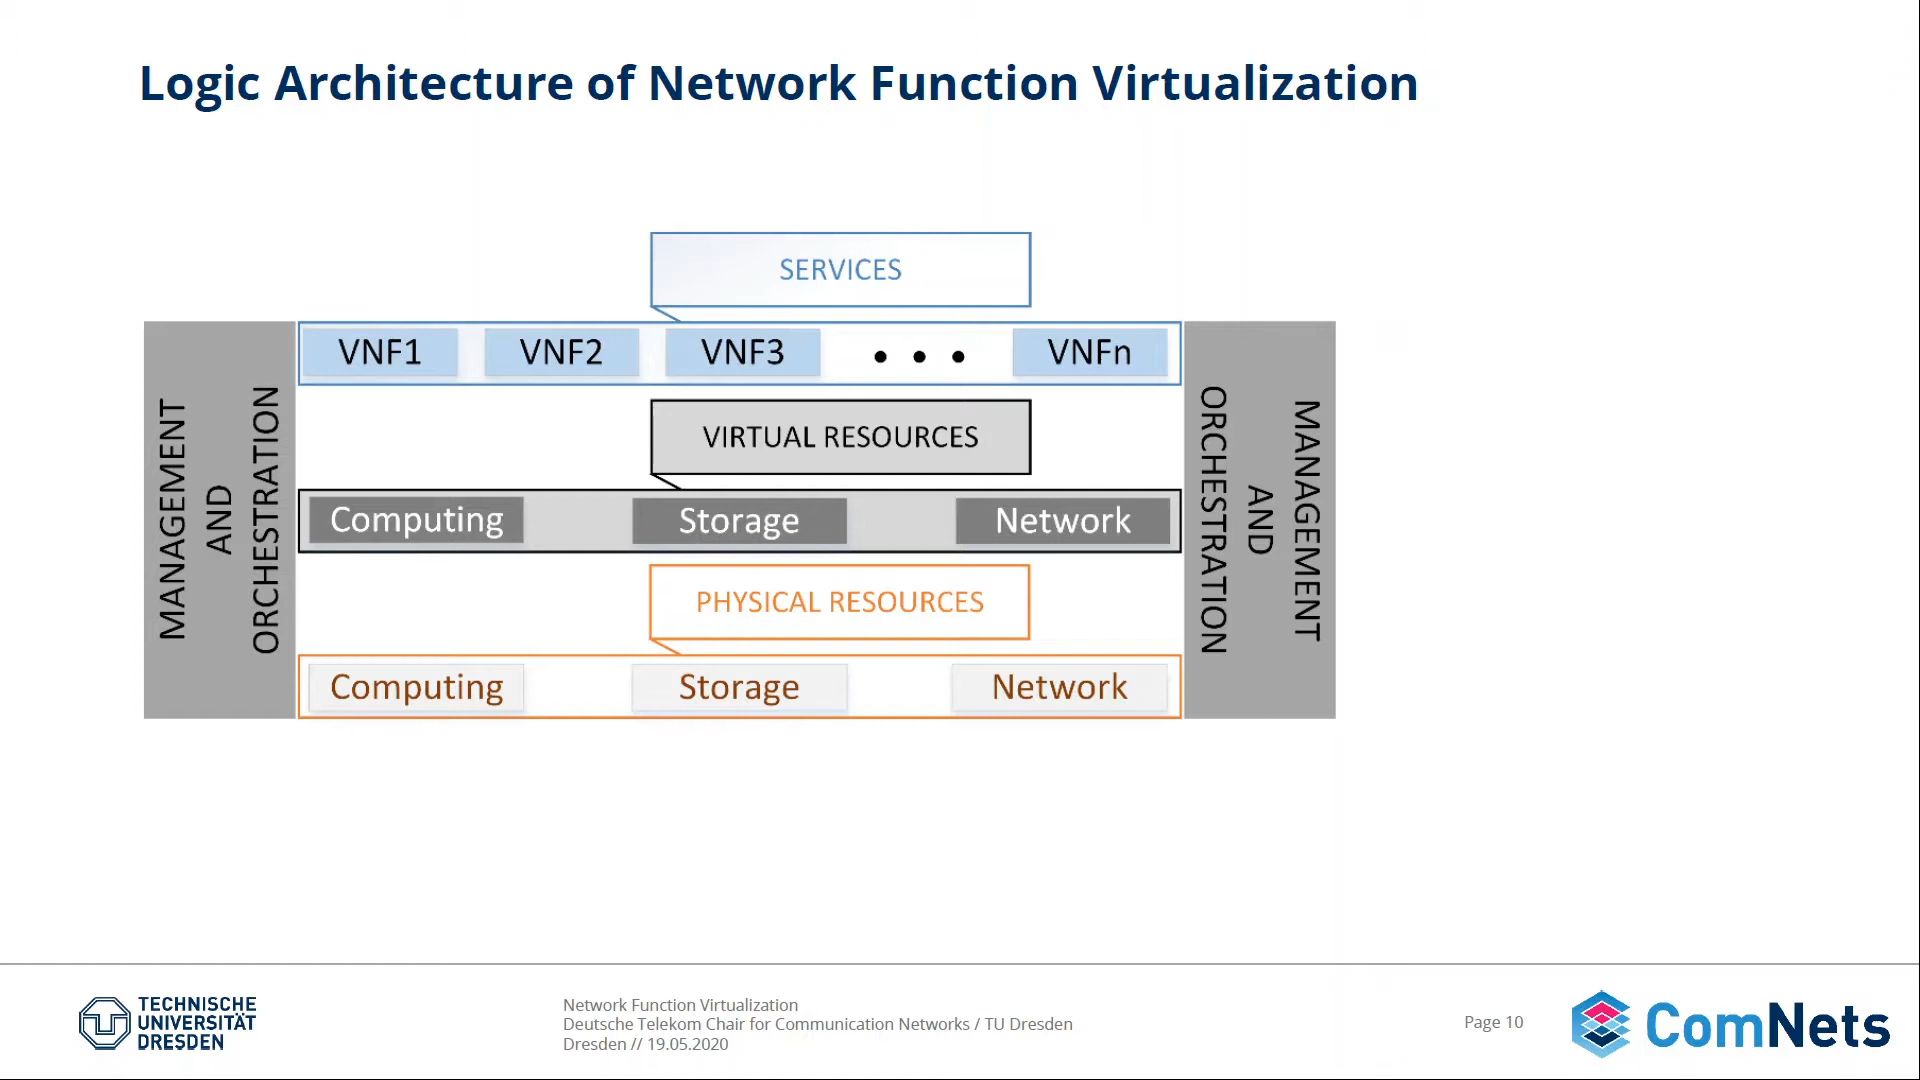 Logic Architecture of Network Function Virtualization
SERVICES
MANAGEMENT
AND
ORCHESTRATION
VNF1 VNF2 VNF3 • • • VNFn
VIRTUAL RESOURCES
Computing Storage Network
PHYSICAL RESOURCES
Computing Storage Network
MANAGEMENT
AND
ORCHESTRATION
TECHNISCHE
UNIVERSITÄT
DRESDEN
Network Function Virtualization
Deutsche Telekom Chair for Communication Networks / TU Dresden
Dresden // 19.05.2020
Page 10
ComNets